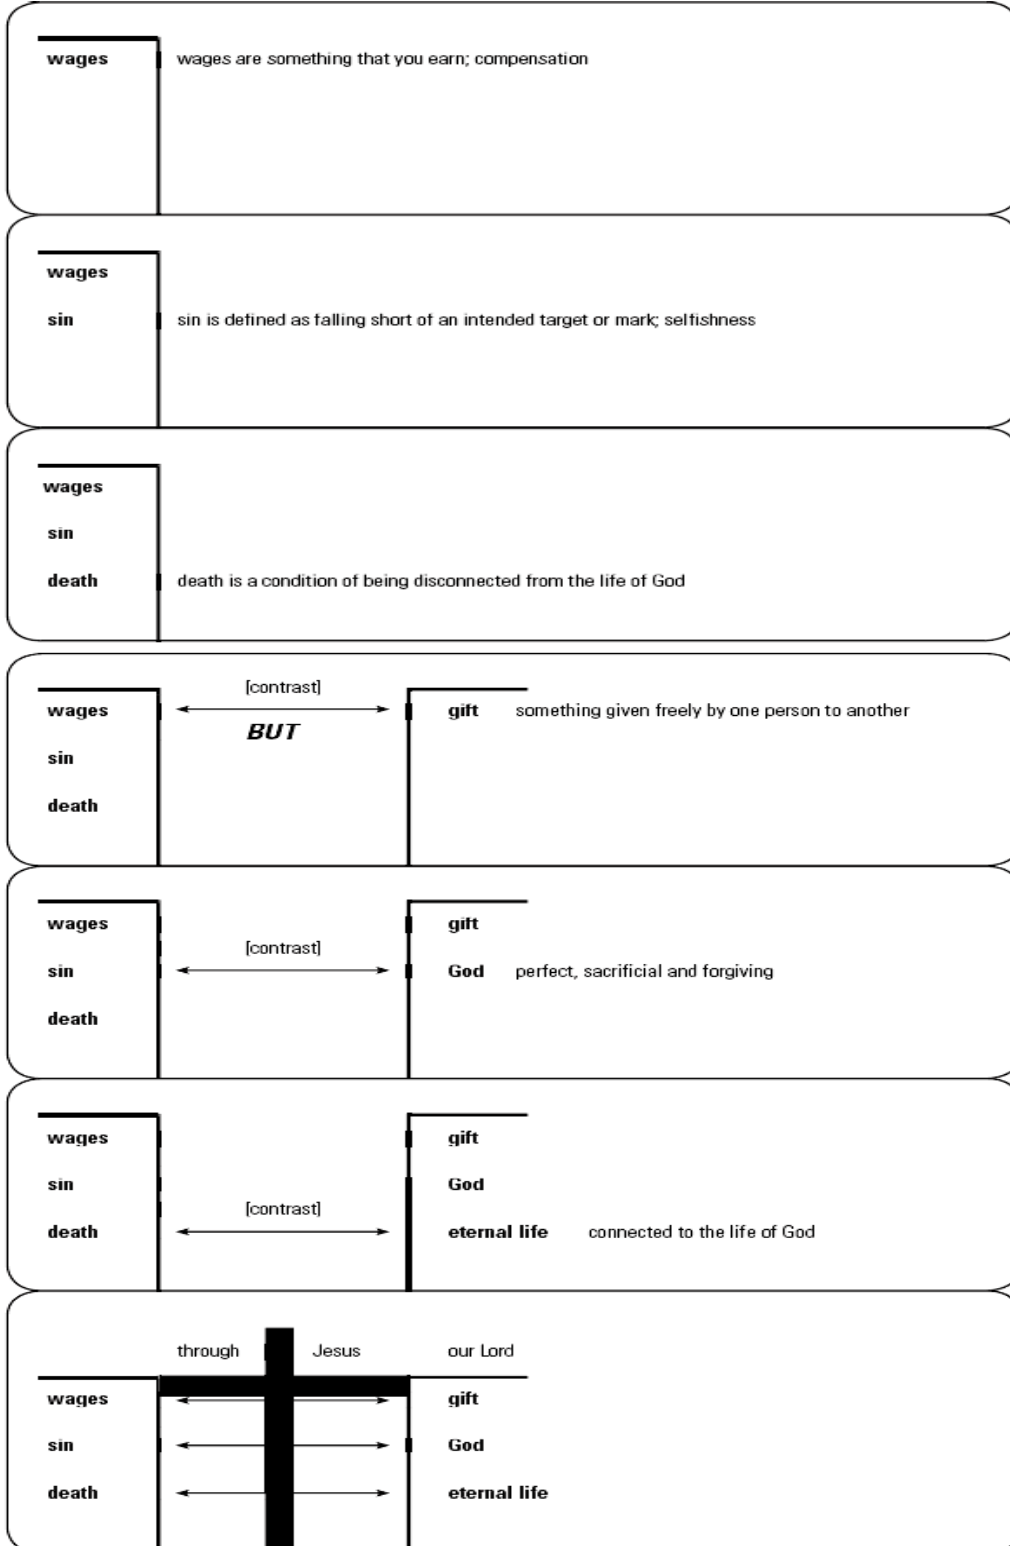 wages wages are something that you earn; compensation
wages
sin sin is defined as falling short of an intended target or mark; selfishness
wages
sin
death death is a condition of being disconnected from the life of God
[contrast]
wages gift something given freely by one person to another
BUT
sin
death
wages gift
[contrast]
sin God perfect, sacrificial and forgiving
death
wages gift
sin God
[contrast]
death eternal life connected to the life of God
through Jesus our Lord
wages gift
sin God
death eternal life